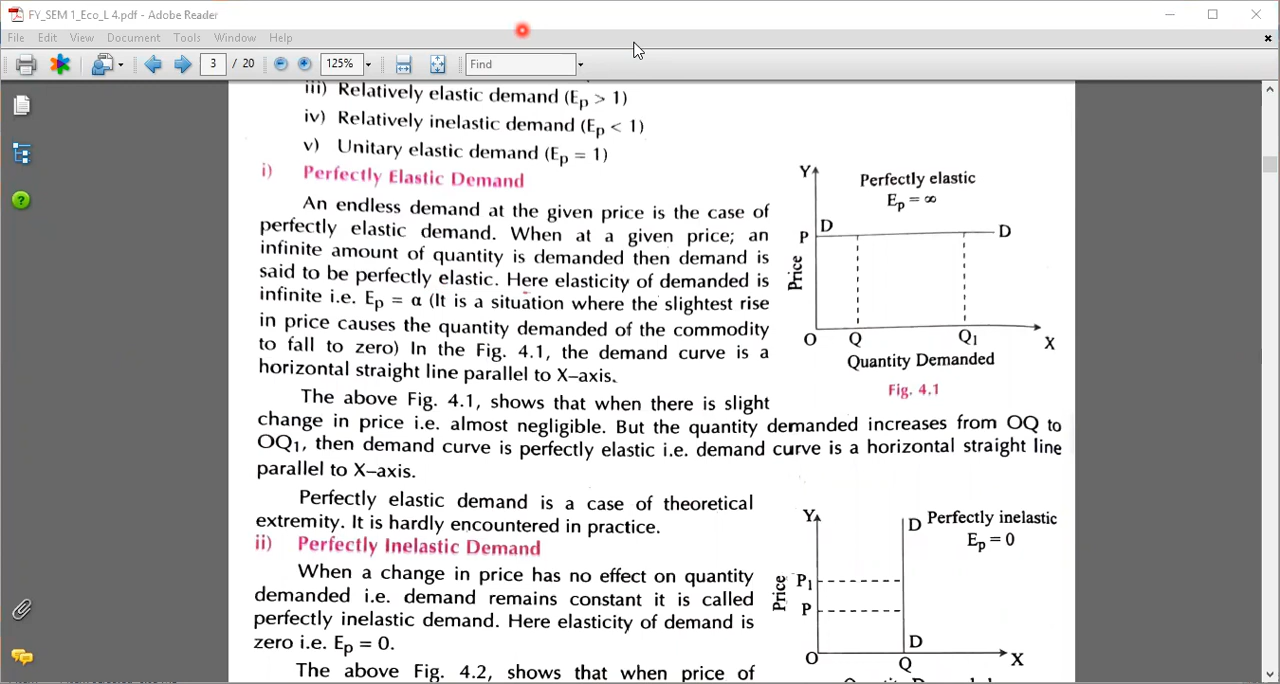 FY_SEM 1_Eco_L 4.pdf - Adobe Reader
File Edit View Document Tools Window Help
3 / 20 125% Find
iii) Relatively elastic demand (Ep > 1)
iv) Relatively inelastic demand (Ep < 1)
v) Unitary elastic demand (Ep = 1)
i) Perfectly Elastic Demand
An endless demand at the given price is the case of
perfectly elastic demand. When at a given price; an
infinite amount of quantity is demanded then demand is
said to be perfectly elastic. Here elasticity of demanded is
infinite i.e. Ep = α (It is a situation where the slightest rise
in price causes the quantity demanded of the commodity
to fall to zero) In the Fig. 4.1, the demand curve is a
horizontal straight line parallel to X–axis.
Y
Perfectly elastic
Ep = ∞
P D D
Price
O Q Q1 X
Quantity Demanded
Fig. 4.1
The above Fig. 4.1, shows that when there is slight
change in price i.e. almost negligible. But the quantity demanded increases from OQ to
OQ1, then demand curve is perfectly elastic i.e. demand curve is a horizontal straight line
parallel to X–axis.
Perfectly elastic demand is a case of theoretical
extremity. It is hardly encountered in practice.
ii) Perfectly Inelastic Demand
When a change in price has no effect on quantity
demanded i.e. demand remains constant it is called
perfectly inelastic demand. Here elasticity of demand is
zero i.e. Ep = 0.
The above Fig. 4.2, shows that when price of
Y D Perfectly inelastic
Ep = 0
Price
P1
P
D
O Q X